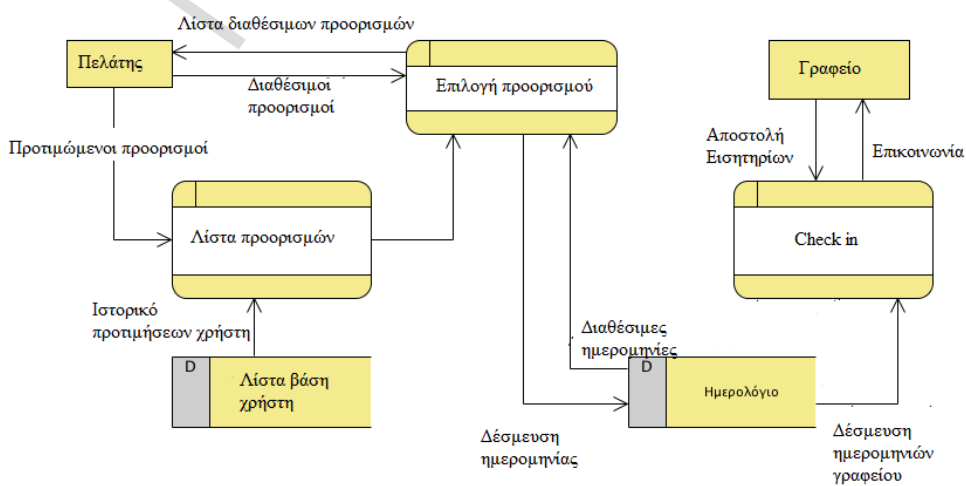 Λίστα διαθέσιμων προορισμών
Πελάτης
Διαθέσιμοι
προορισμοί
Επιλογή προορισμού
Γραφείο
Προτιμώμενοι προορισμοί
Αποστολή
Εισητηρίων
Επικοινωνία
Λίστα προορισμών
Check in
Ιστορικό
προτιμήσεων χρήστη
Διαθέσιμες
ημερομηνίες
D
Λίστα βάση
χρήστη
D
Ημερολόγιο
Δέσμευση
ημερομηνίας
Δέσμευση
ημερομηνιών
γραφείου